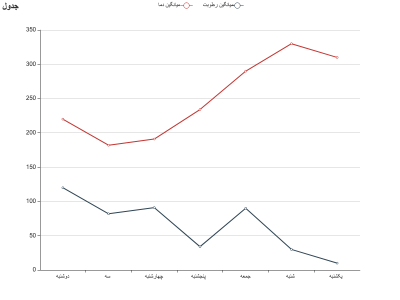 جدول
میانگین دما
میانگین رطوبت
350
300
250
200
150
100
50
0
دوشنبه
سه
چهارشنبه
پنجشنبه
جمعه
شنبه
یکشنبه